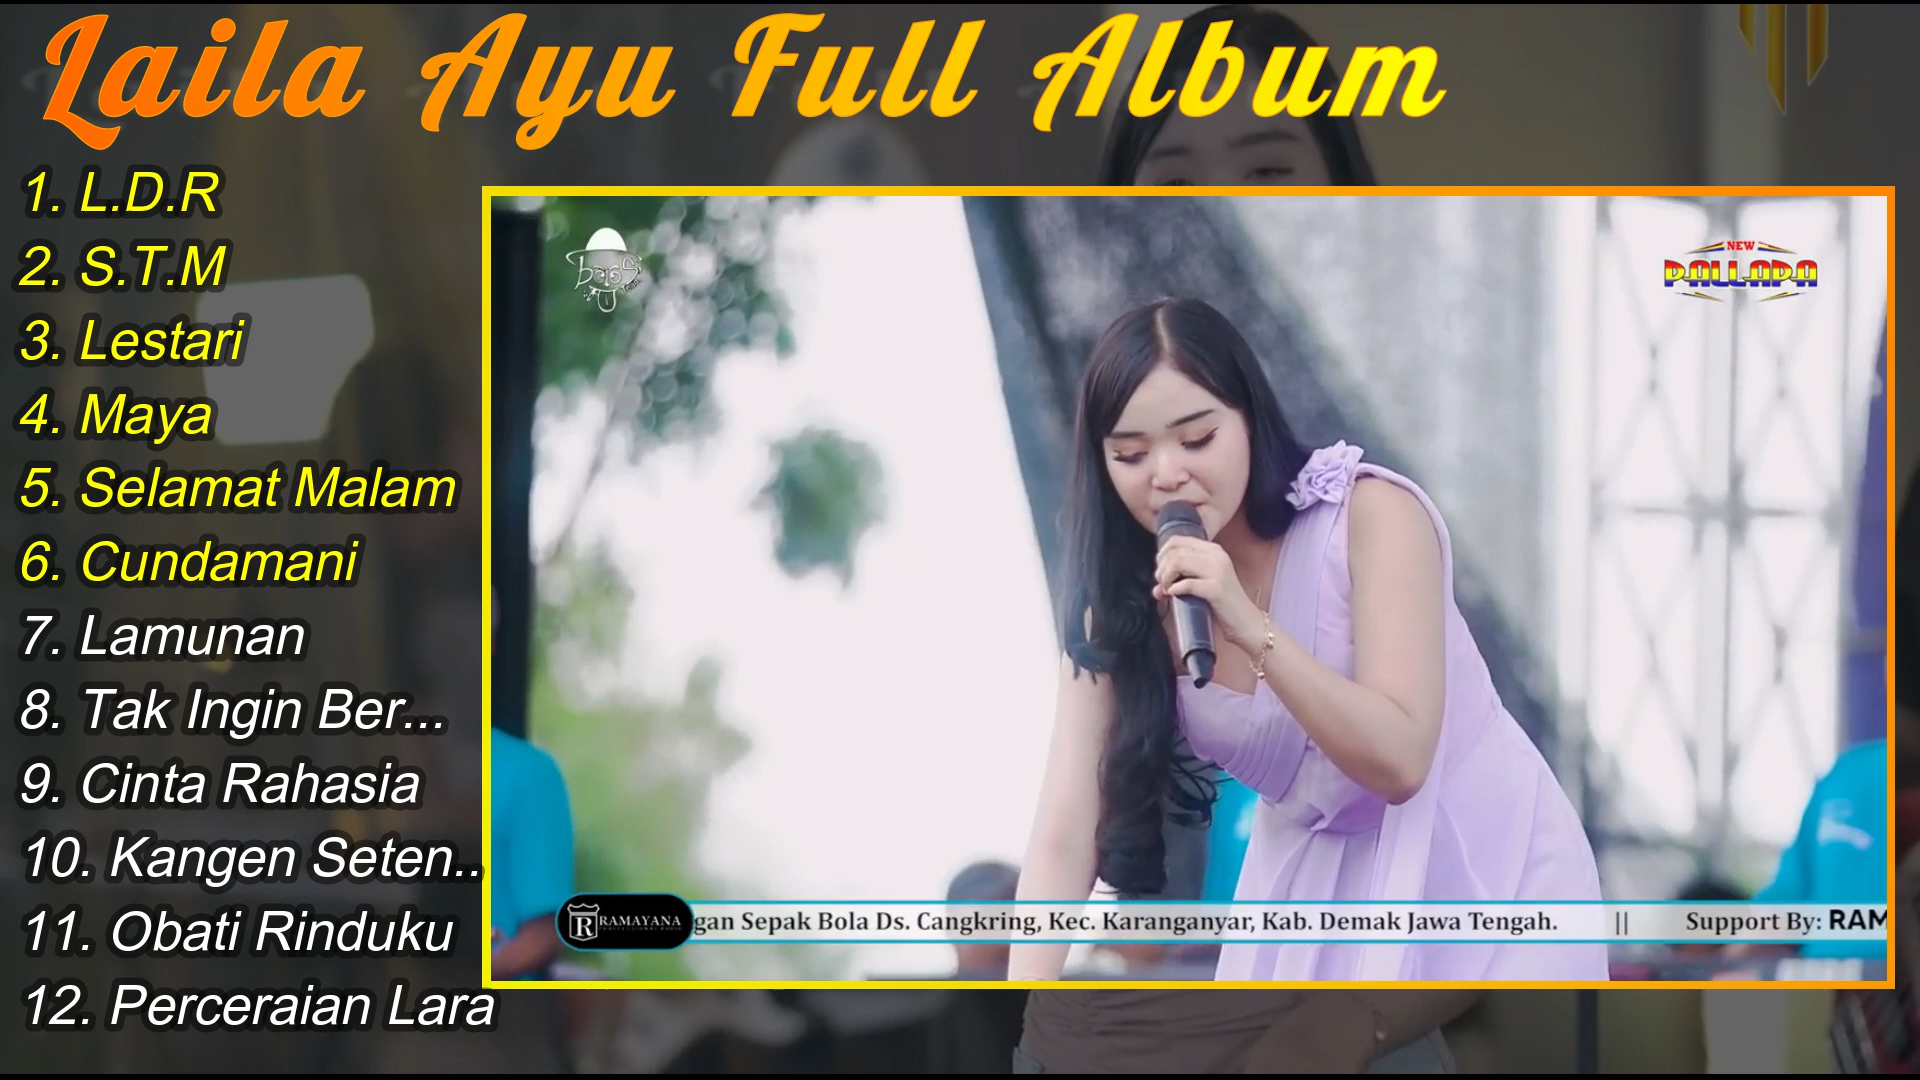 Laila Ayu Full Album
1. L.D.R
2. S.T.M
3. Lestari
4. Maya
5. Selamat Malam
6. Cundamani
7. Lamunan
8. Tak Ingin Ber...
9. Cinta Rahasia
10. Kangen Seten..
11. Obati Rinduku
12. Perceraian Lara
NEW
PALLAPA
RAMAYANA
gan Sepak Bola Ds. Cangkring, Kec. Karanganyar, Kab. Demak Jawa Tengah. || Support By: RAM